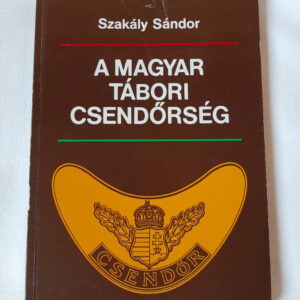 Szakály Sándor
A MAGYAR
TÁBORI
CSENDŐRSÉG
CSENDŐR